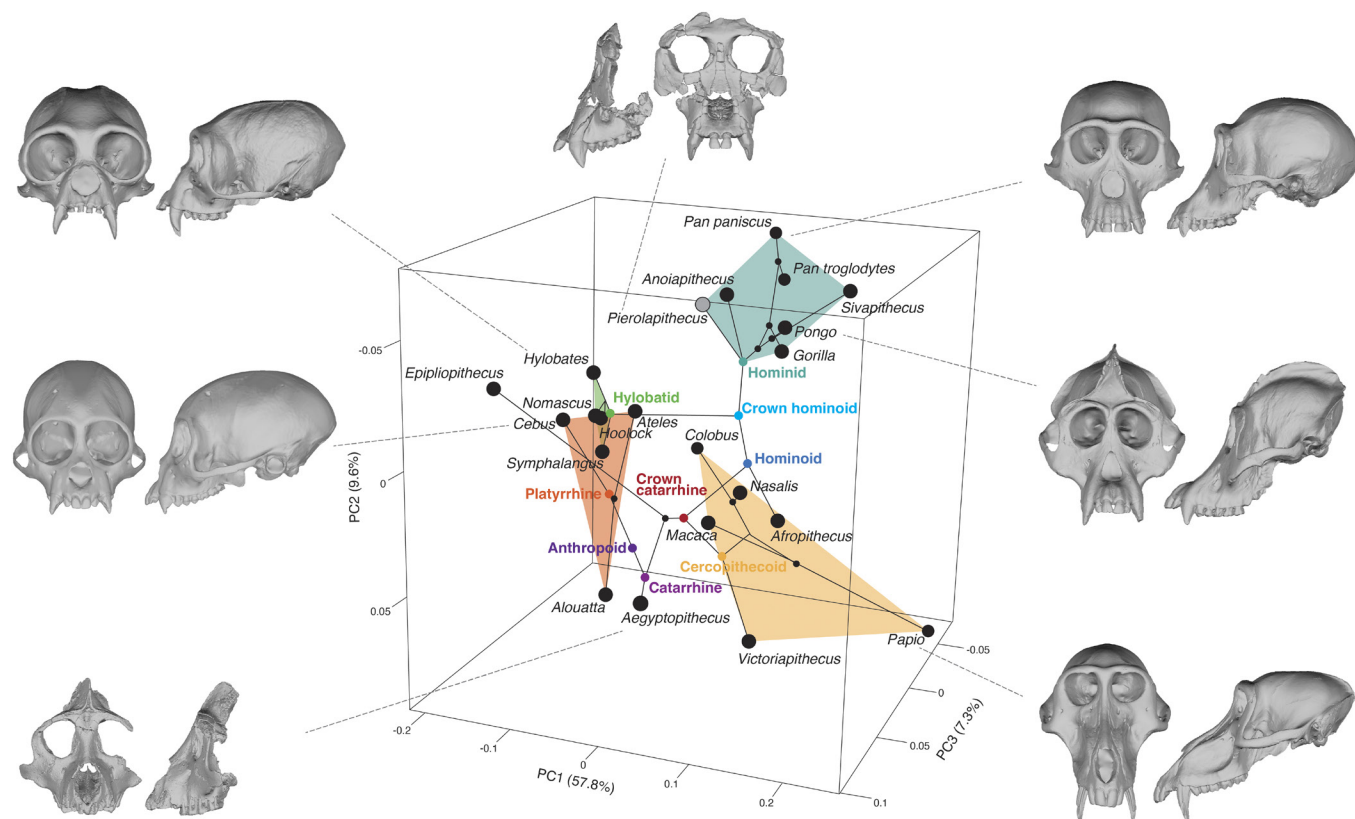 Pan paniscus
Pan troglodytes
Anoiapithecus
Sivapithecus
Pierolapithecus
Pongo
Gorilla
Hominid
Hylobates
Epipliopithecus
Hylobatid
Nomascus
Ateles
Crown hominoid
Cebus
Hoolock
Colobus
Symphalangus
Hominoid
Crown
catarrhine
Nasalis
Platyrrhine
Macaca
Afropithecus
Anthropoid
Cercopithecoid
Catarrhine
Alouatta
Aegyptopithecus
Papio
Victoriapithecus
-0.05
0
0.05
PC2 (9.6%)
-0.2
-0.1
0
0.1
0.2
PC1 (57.8%)
0.1
0.05
0
-0.05
PC3 (7.3%)